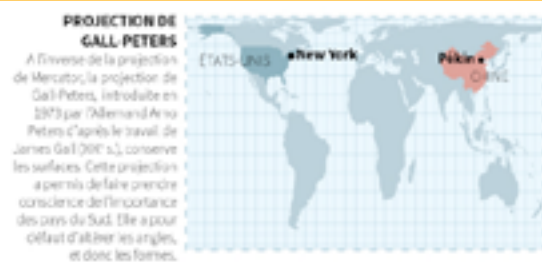 PROJECTION DE
GALL-PETERS
À l'inverse de la projection
de Mercator, la projection de
Gall-Peters, introduite en
1973 par l'Allemand Arno
Peters d'après le travail de
James Gall (XIXe s.), conserve
les surfaces. Cette projection
a permis de faire prendre
conscience de l'importance
des pays du Sud. Elle a pour
défaut d'altérer les angles,
et donc les formes.
ÉTATS-UNIS
New York
Pékin
CHINE